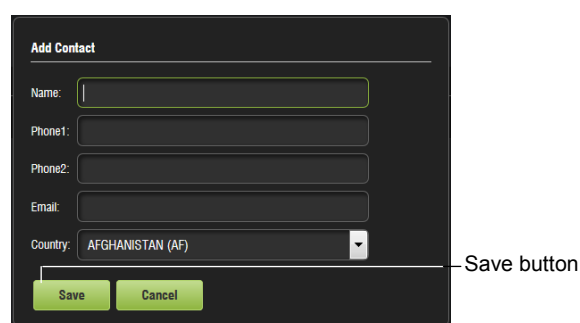 Add Contact
Name:
Phone1:
Phone2:
Email:
Country: AFGHANISTAN (AF)
Save button
Save Cancel